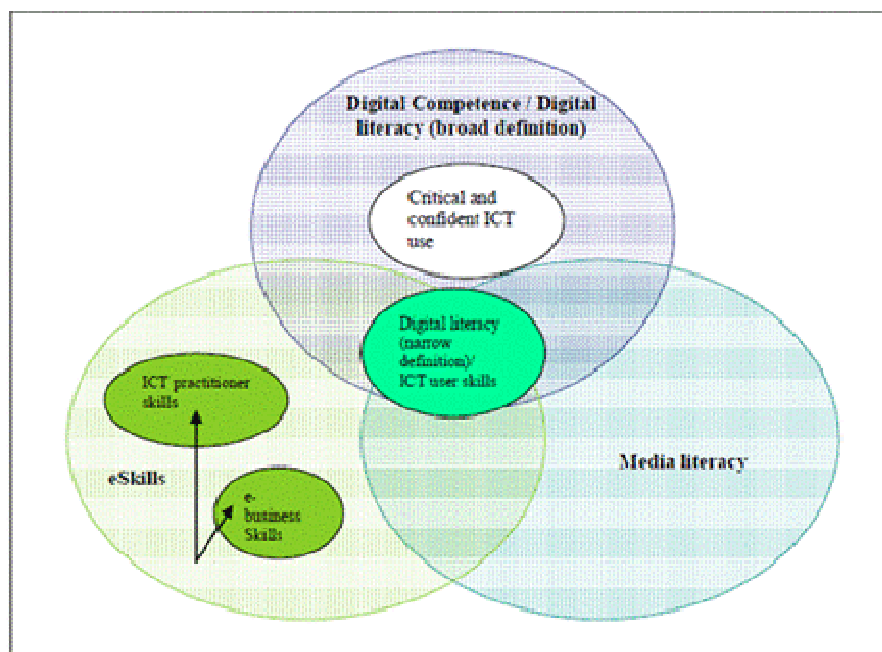 Digital Competence / Digital
literacy (broad definition)
Critical and
confident ICT
use
Digital literacy
(narrow
definition)/
ICT user skills
ICT practitioner
skills
eSkills
e-
business
Skills
Media literacy